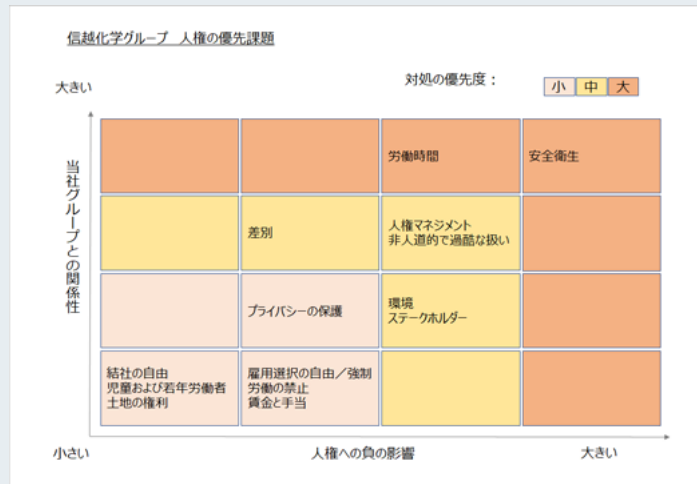 信越化学グループ 人権の優先課題
対処の優先度：
小 中 大
大きい
当社グループとの関係性
労働時間
安全衛生
差別
人権マネジメント
非人道的で過酷な扱い
プライバシーの保護
環境
ステークホルダー
結社の自由
児童および若年労働者
土地の権利
雇用選択の自由／強制
労働の禁止
賃金と手当
小さい
人権への負の影響
大きい